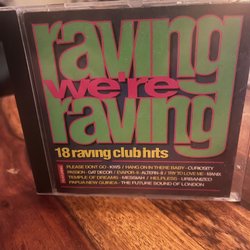 raving
we're
raving
18 raving club hits
PLEASE DON'T GO - KWS / HANG ON IN THERE BABY - CURIOSITY
PASSION - GAT DECOR / EVAPOR 8 - ALTERN 8 / TRY TO LOVE ME - MANIX
TEMPLE OF DREAMS - MESSIAH / HELPLESS - URBANIZED
PAPUA NEW GUINEA - THE FUTURE SOUND OF LONDON